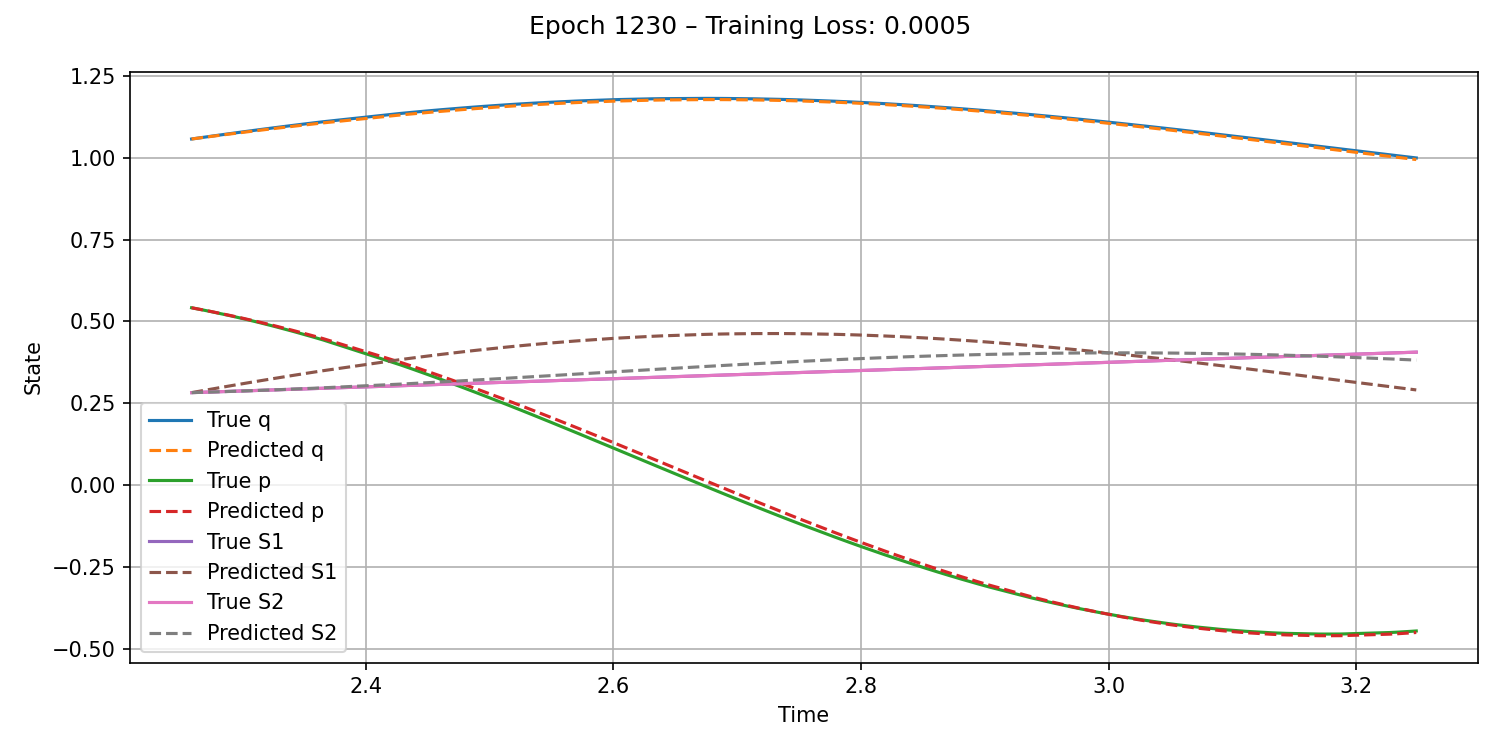 Epoch 1230 – Training Loss: 0.0005
1.25
1.00
0.75
0.50
0.25
0.00
−0.25
−0.50
State
True q
Predicted q
True p
Predicted p
True S1
Predicted S1
True S2
Predicted S2
2.4 2.6 2.8 3.0 3.2
Time